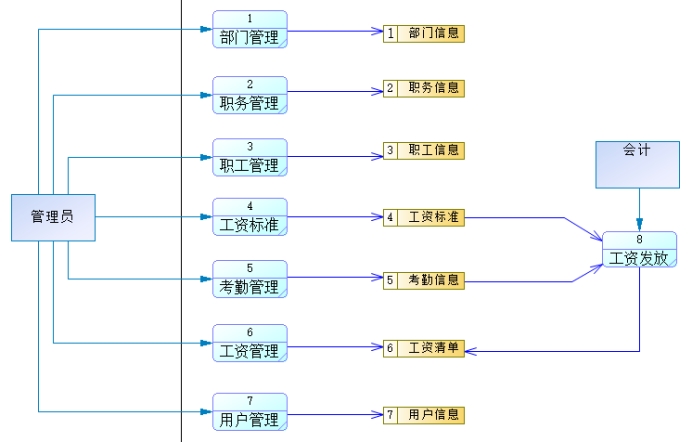 1
部门管理
1 部门信息
2
职务管理
2 职务信息
3
职工管理
3 职工信息
会计
管理员
4
工资标准
4 工资标准
8
工资发放
5
考勤管理
5 考勤信息
6
工资管理
6 工资清单
7
用户管理
7 用户信息